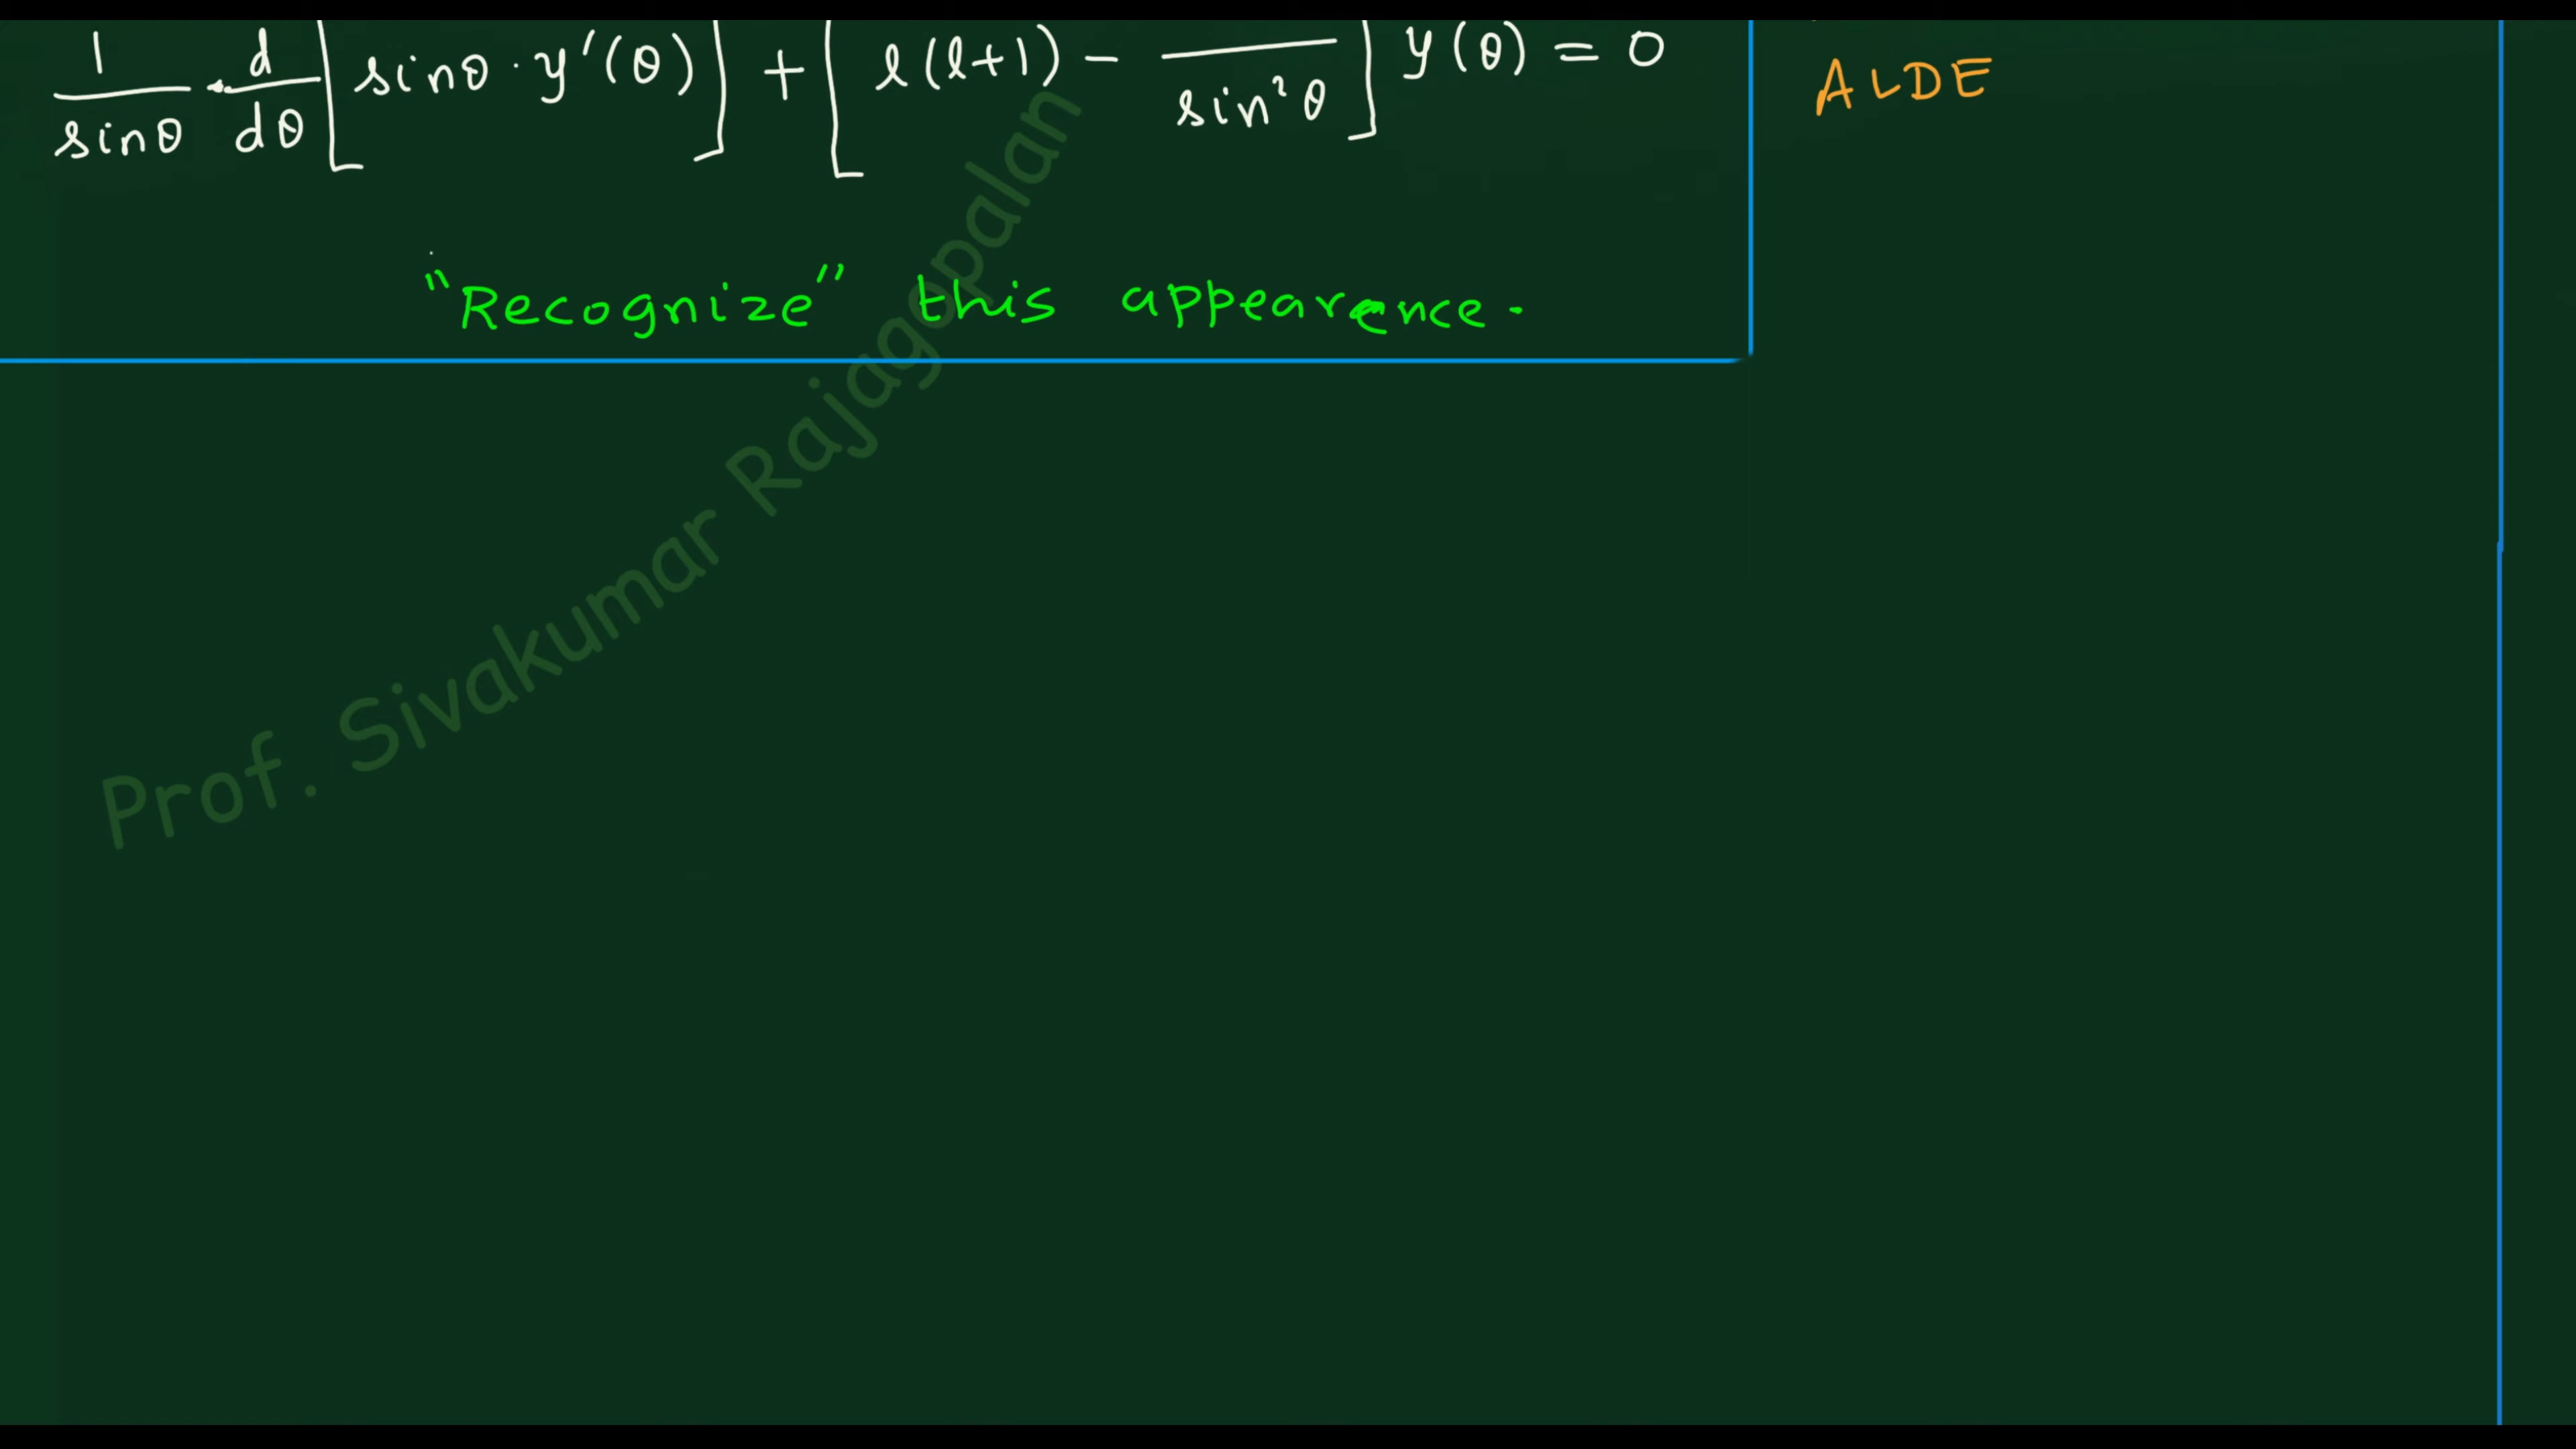 1/sinθ · d/dθ [ sinθ · y'(θ) ] + [ l(l+1) - /sin²θ ] y(θ) = 0
"Recognize" this appearence.
ALDE
Prof. Sivakumar Rajagopalan